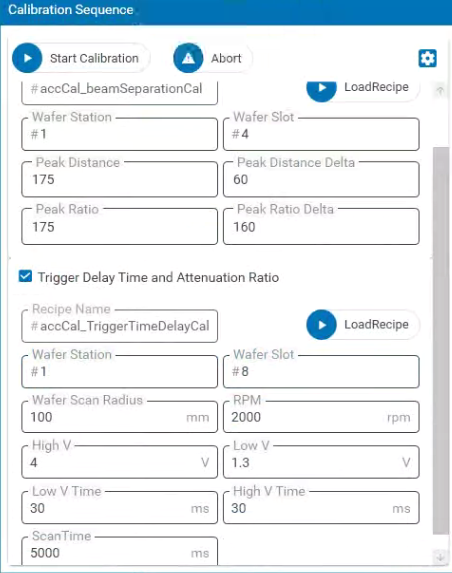 Calibration Sequence
Start Calibration Abort
#accCal_beamSeparationCal LoadRecipe
Wafer Station Wafer Slot
#1 #4
Peak Distance Peak Distance Delta
175 60
Peak Ratio Peak Ratio Delta
175 160
Trigger Delay Time and Attenuation Ratio
Recipe Name
#accCal_TriggerTimeDelayCal LoadRecipe
Wafer Station Wafer Slot
#1 #8
Wafer Scan Radius RPM
100 mm 2000 rpm
High V Low V
4 V 1.3 V
Low V Time High V Time
30 ms 30 ms
ScanTime
5000 ms